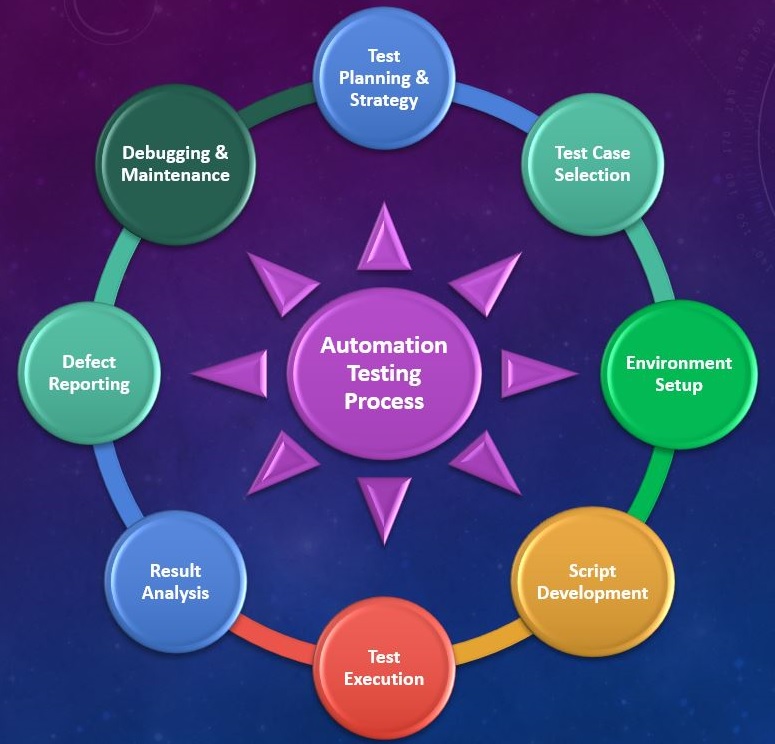 Test
Planning &
Strategy
Test Case
Selection
Environment
Setup
Script
Development
Test
Execution
Result
Analysis
Defect
Reporting
Debugging &
Maintenance
Automation
Testing
Process